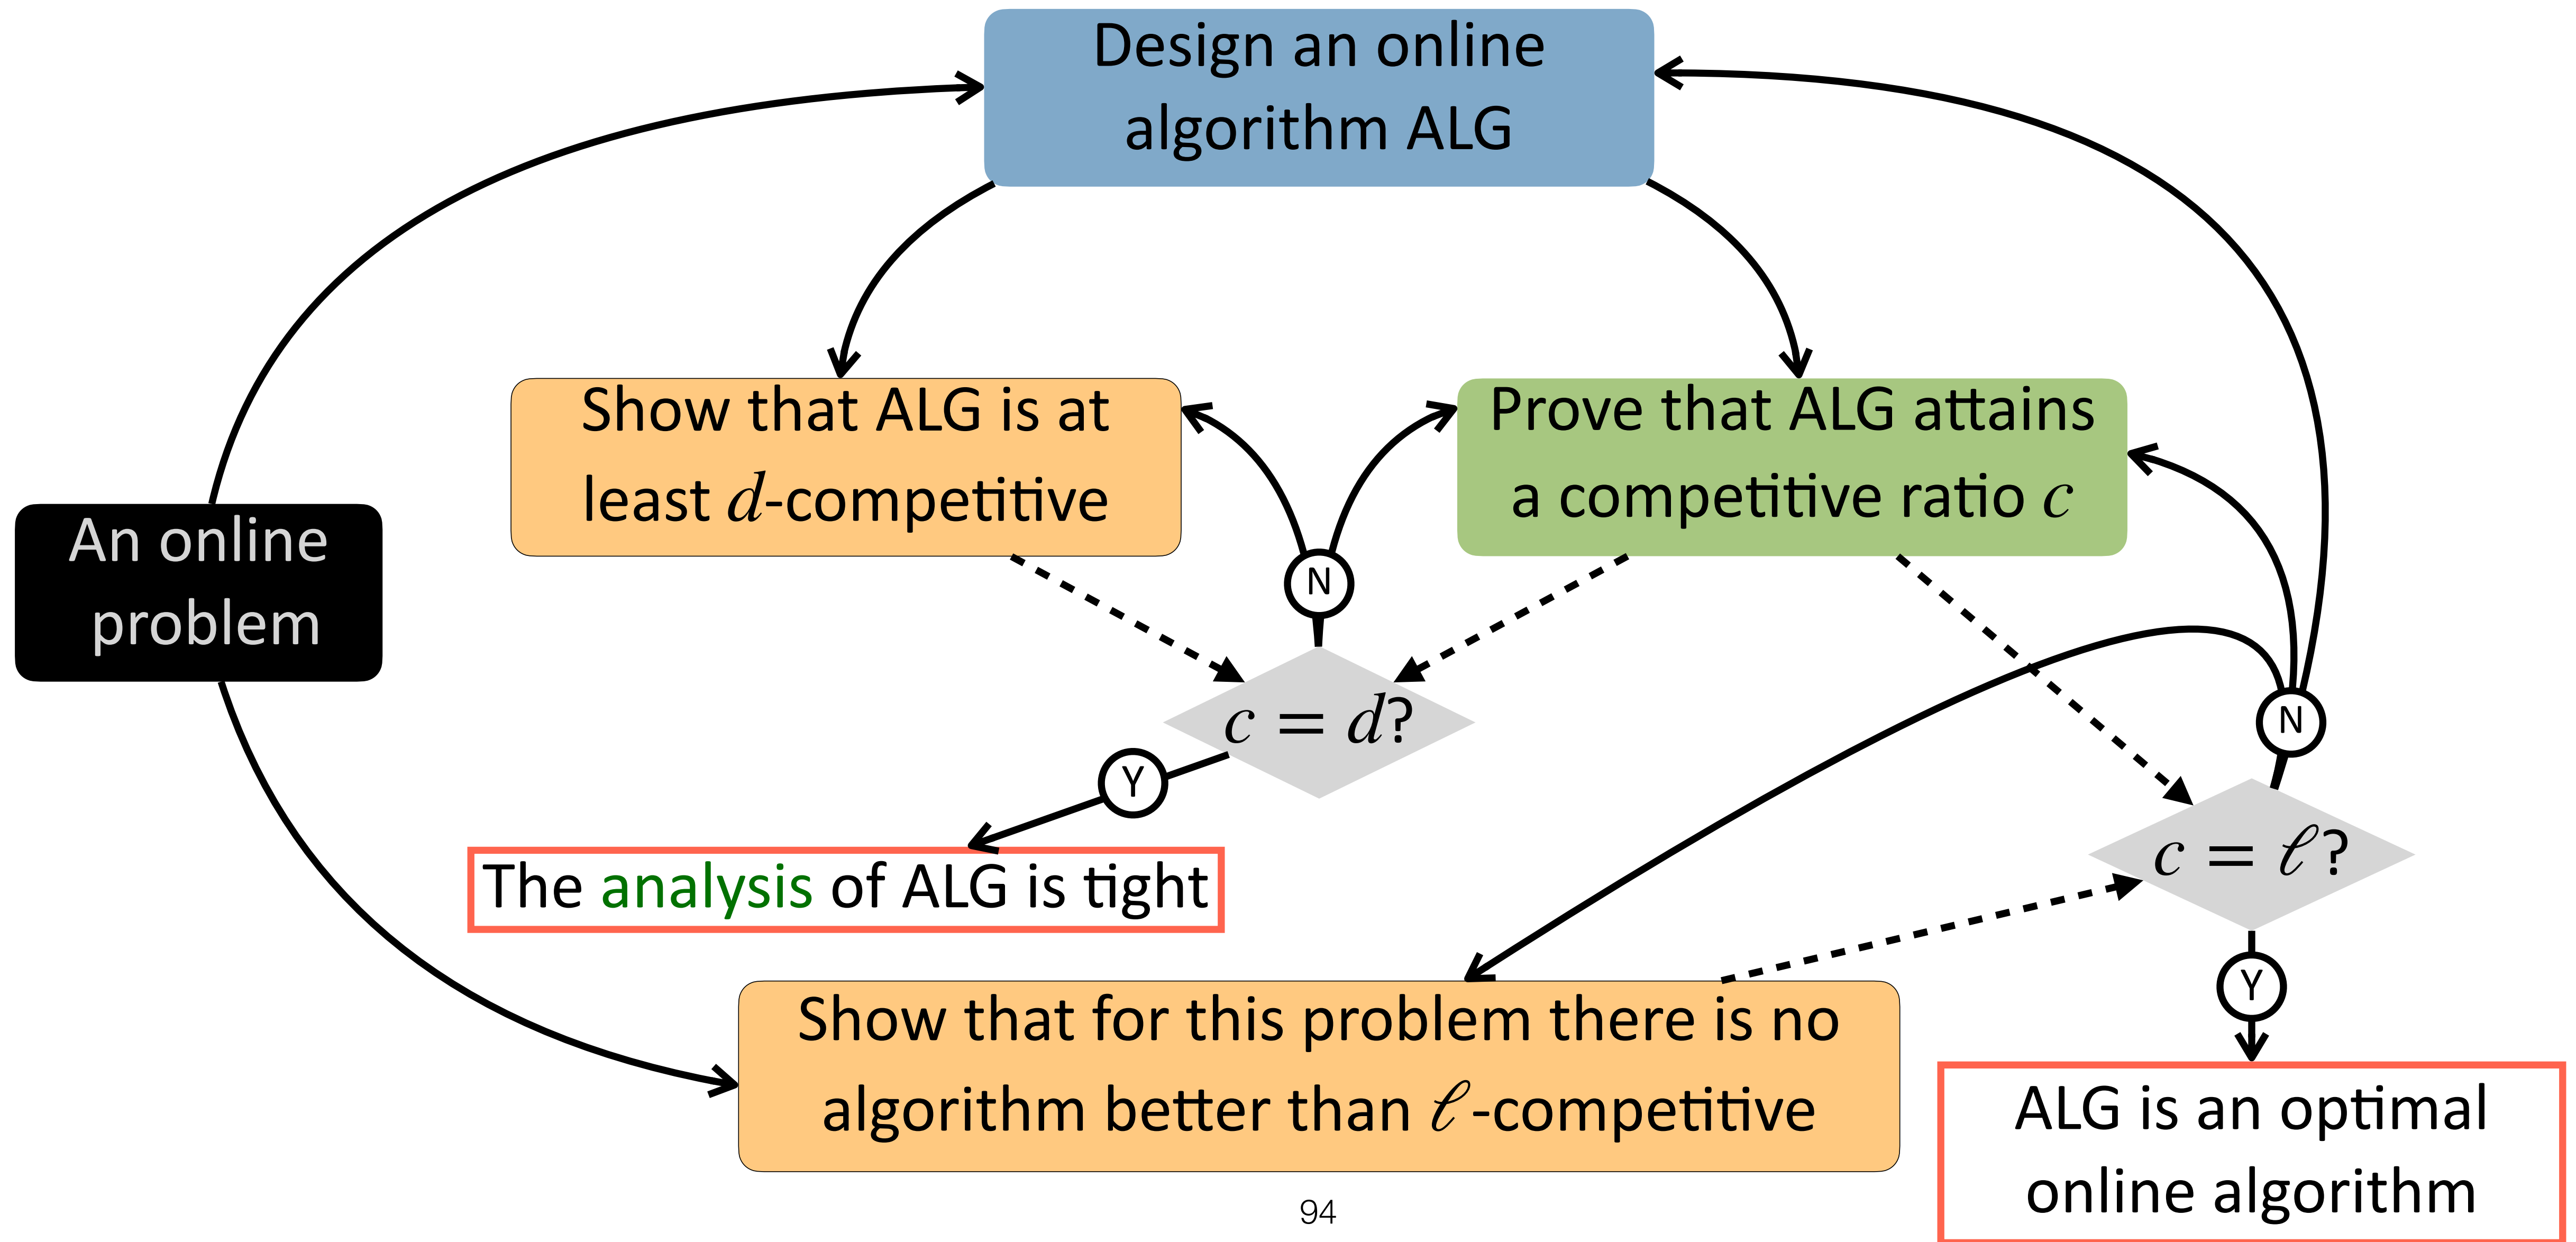 Design an online
algorithm ALG
Show that ALG is at
least d-competitive
Prove that ALG attains
a competitive ratio c
An online
problem
N
c = d?
N
Y
c = ℓ?
The analysis of ALG is tight
Y
Show that for this problem there is no
algorithm better than ℓ-competitive
ALG is an optimal
online algorithm
94